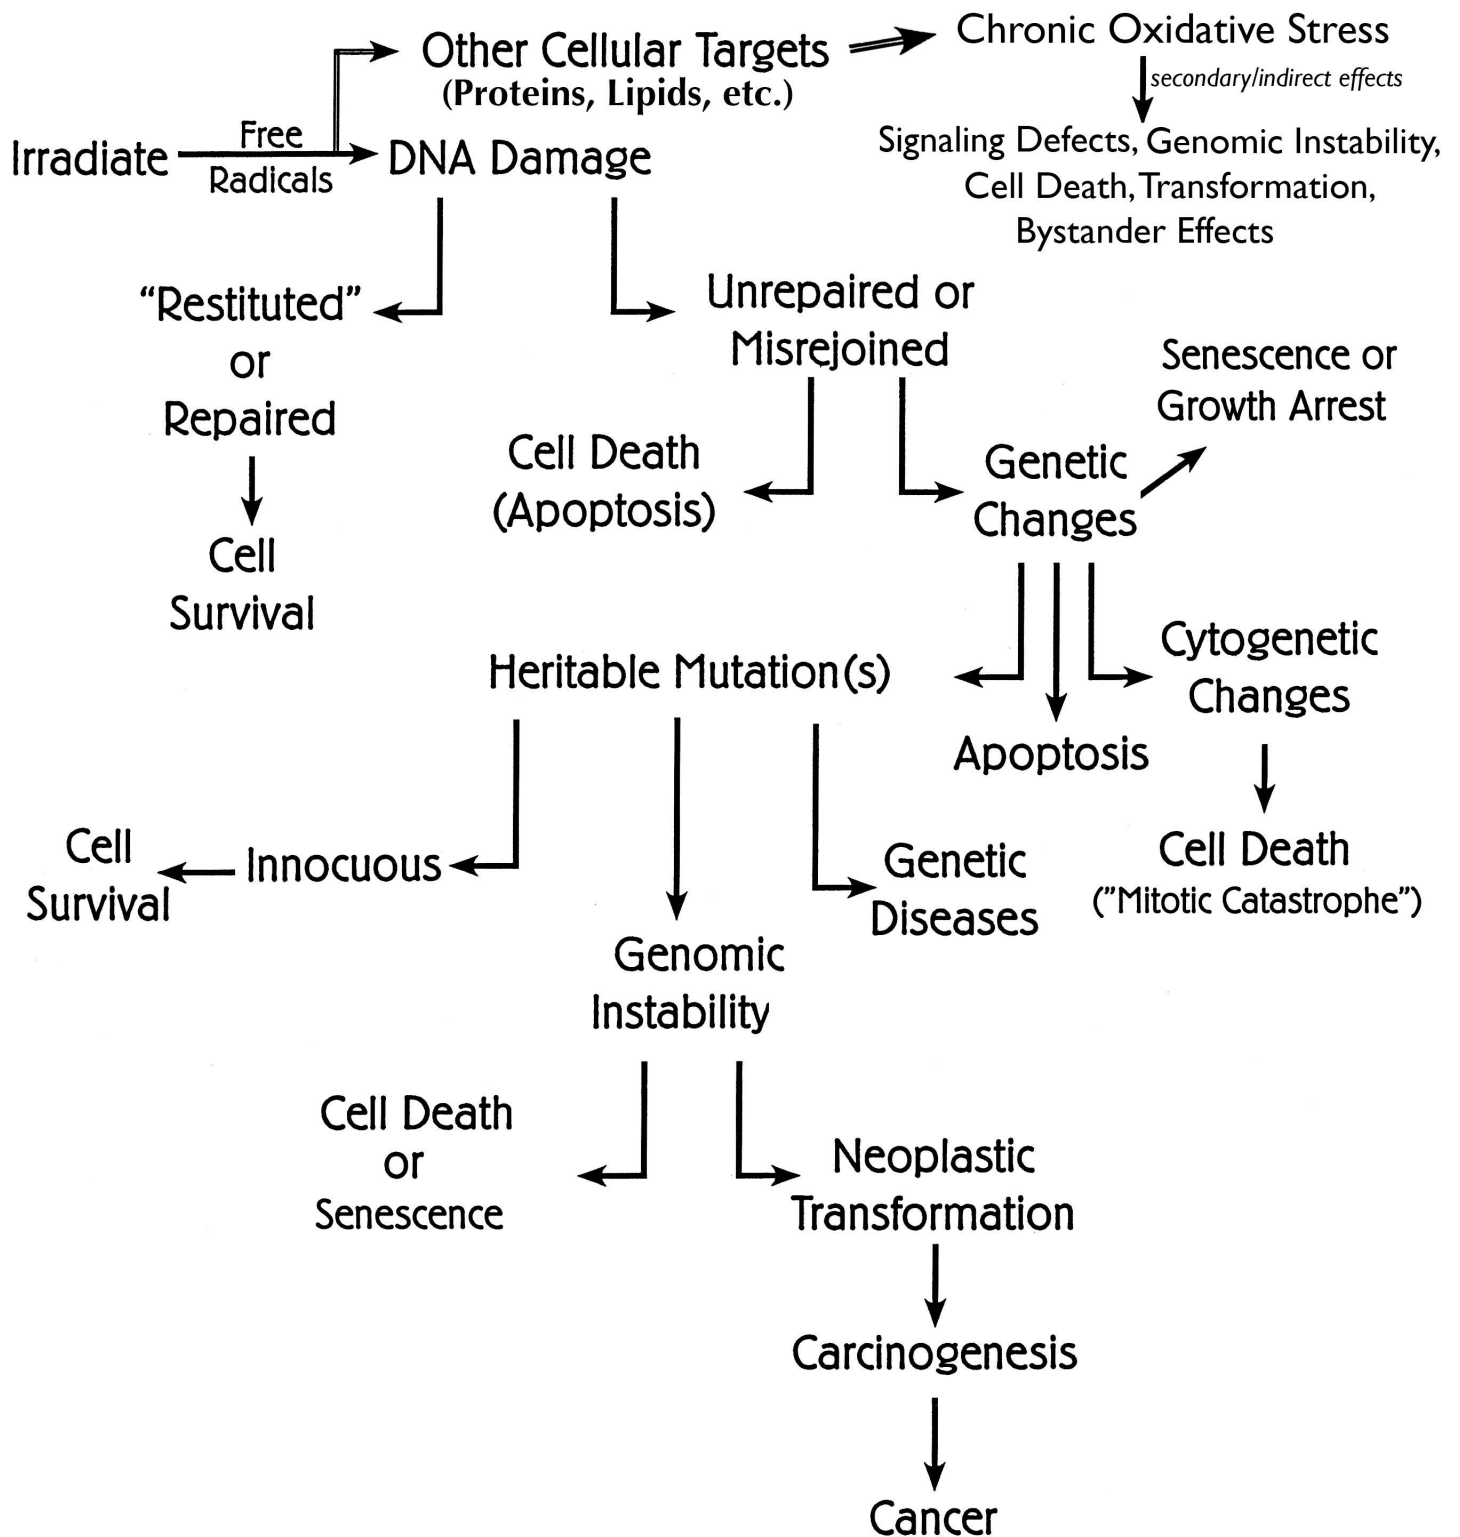 Other Cellular Targets
(Proteins, Lipids, etc.)
Chronic Oxidative Stress
secondary/indirect effects
Signaling Defects, Genomic Instability,
Cell Death, Transformation,
Bystander Effects
Irradiate
Free
Radicals
DNA Damage
“Restituted”
or
Repaired
Cell
Survival
Unrepaired or
Misrejoined
Senescence or
Growth Arrest
Cell Death
(Apoptosis)
Genetic
Changes
Heritable Mutation(s)
Apoptosis
Cytogenetic
Changes
Cell Death
("Mitotic Catastrophe")
Cell
Survival
Innocuous
Genetic
Diseases
Genomic
Instability
Cell Death
or
Senescence
Neoplastic
Transformation
Carcinogenesis
Cancer